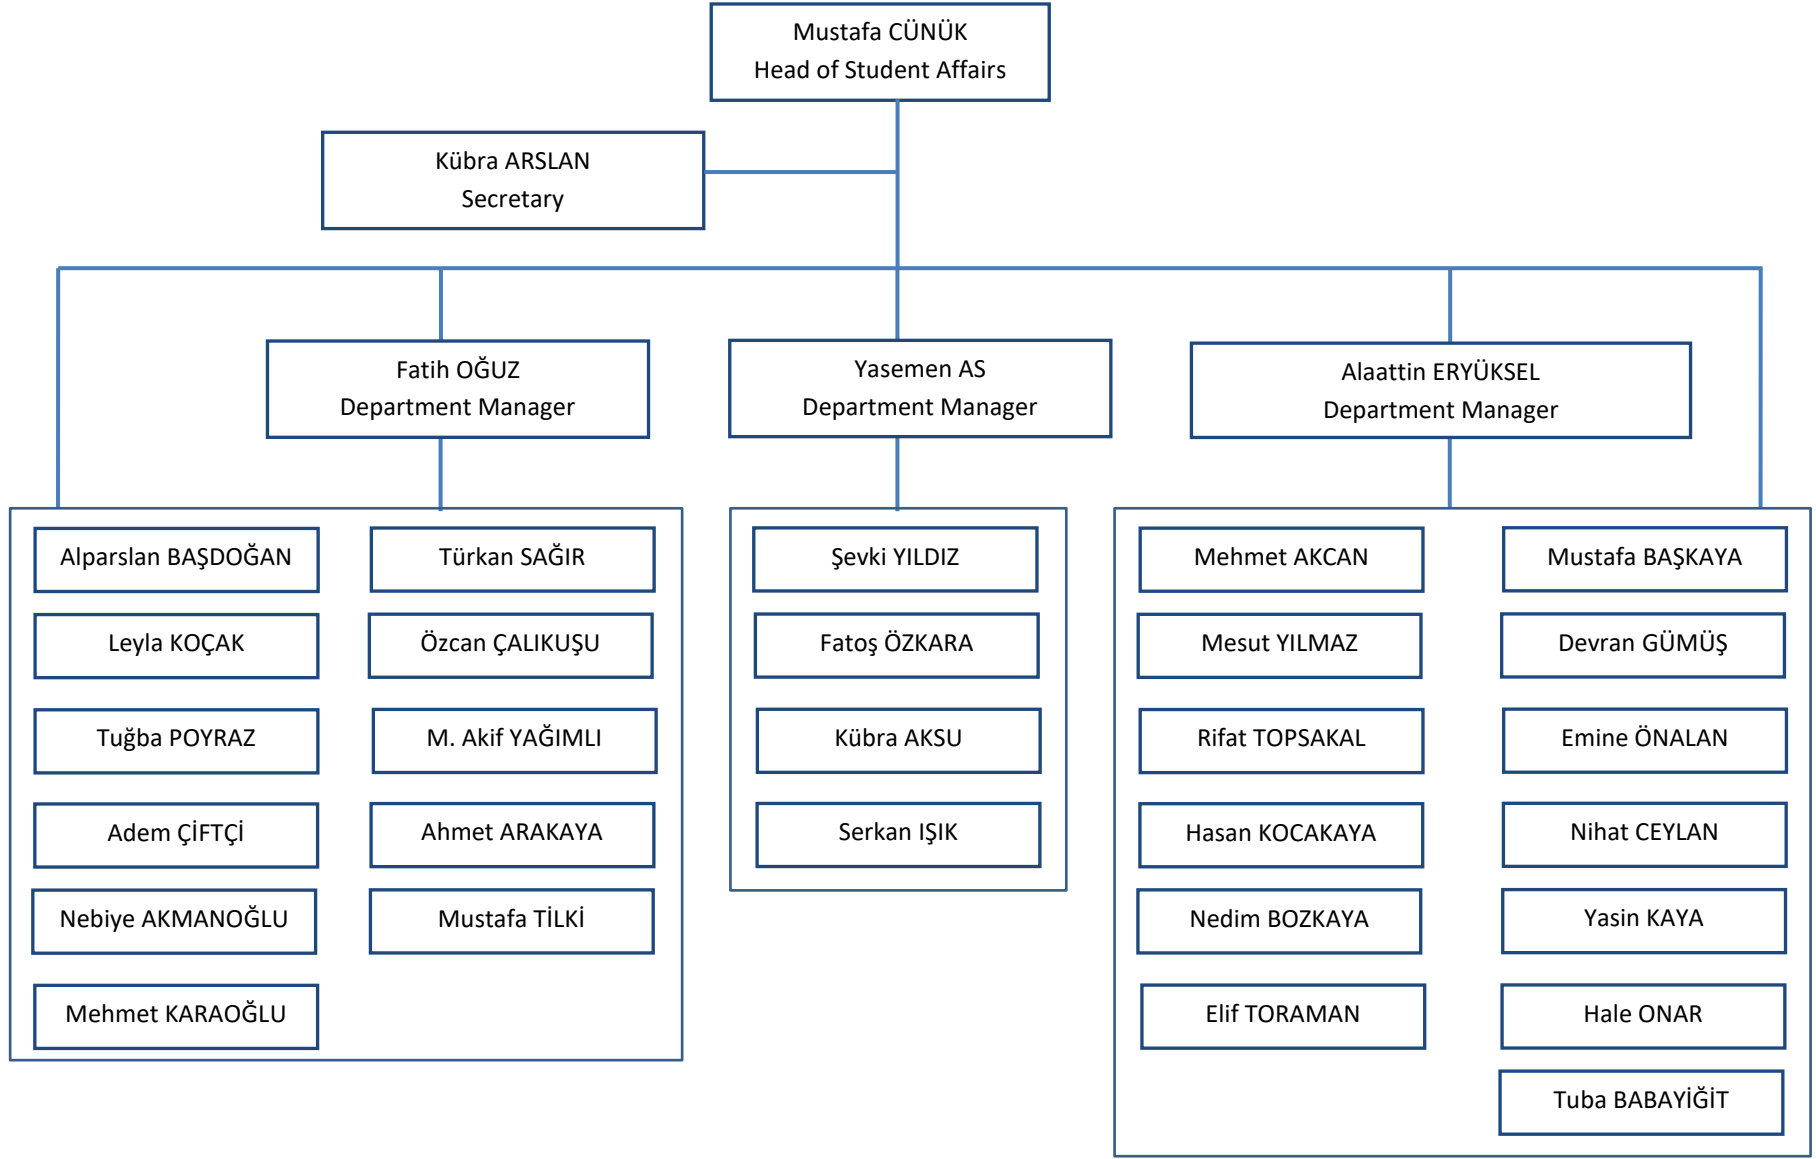 Mustafa CÜNÜK
Head of Student Affairs
Kübra ARSLAN
Secretary
Fatih OĞUZ
Department Manager
Yasemen AS
Department Manager
Alaattin ERYÜKSEL
Department Manager
Alparslan BAŞDOĞAN
Türkan SAĞIR
Leyla KOÇAK
Özcan ÇALIKUŞU
Tuğba POYRAZ
M. Akif YAĞIMLI
Adem ÇİFTÇİ
Ahmet ARAKAYA
Nebiye AKMANOĞLU
Mustafa TİLKİ
Mehmet KARAOĞLU
Şevki YILDIZ
Fatoş ÖZKARA
Kübra AKSU
Serkan IŞIK
Mehmet AKCAN
Mustafa BAŞKAYA
Mesut YILMAZ
Devran GÜMÜŞ
Rifat TOPSAKAL
Emine ÖNALAN
Hasan KOCAKAYA
Nihat CEYLAN
Nedim BOZKAYA
Yasin KAYA
Elif TORAMAN
Hale ONAR
Tuba BABAYİĞİT